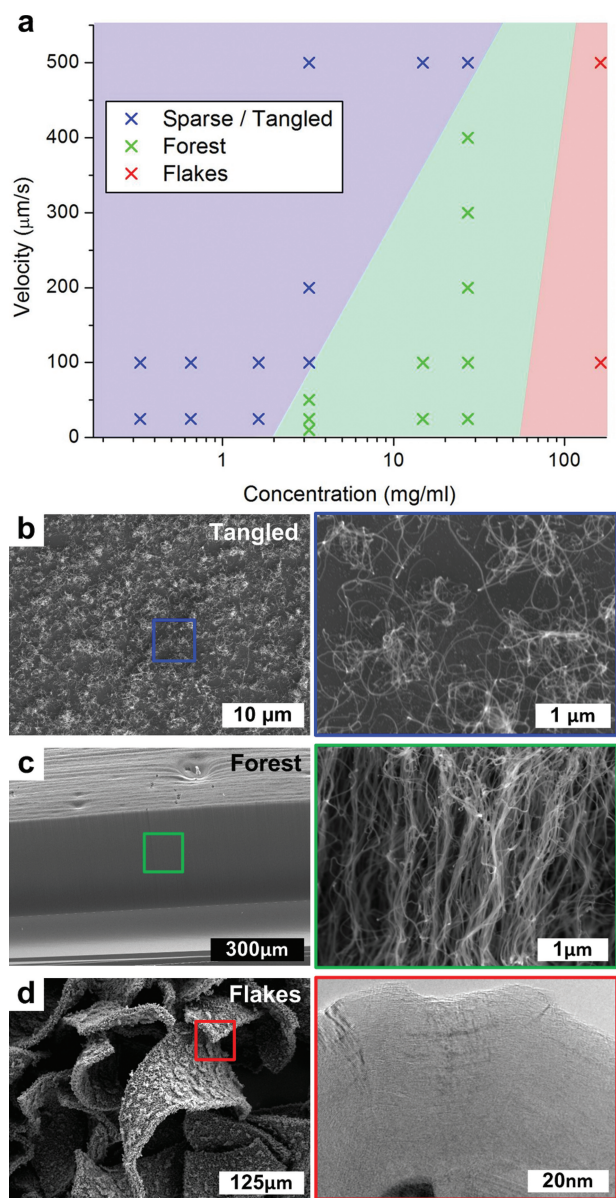 a
500
400
300
200
100
0
Velocity (μm/s)
Sparse / Tangled
Forest
Flakes
1
10
100
Concentration (mg/ml)
b
Tangled
10 μm
1 μm
c
Forest
300μm
1μm
d
Flakes
125μm
20nm